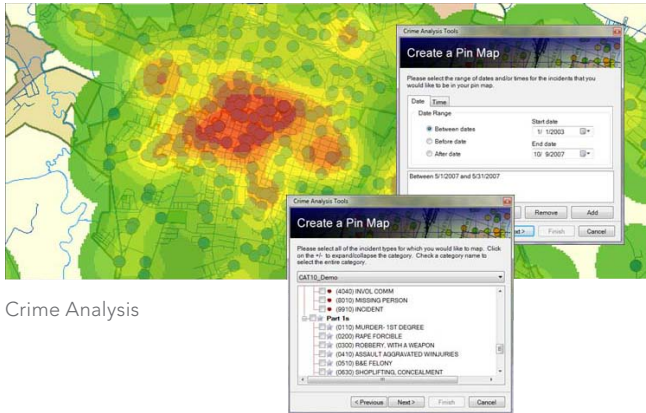 Crime Analysis Tools
Create a Pin Map
Please select the range of dates and/or times for the incidents that you
would like to be in your pin map.
Date Time
Date Range
Between dates
Before date
After date
Start date
1/ 1/2003
End date
10/ 9/2007
Between 5/1/2007 and 5/31/2007
Remove Add
Finish Cancel
Crime Analysis Tools
Create a Pin Map
Please select all of the incident types for which you would like to map. Click
on the +/- to expand/collapse the category. Check a category name to
select the entire category.
CAT10_Demo
(4040) INVOL COMM
(8010) MISSING PERSON
(9910) INCIDENT
Part 1s
(0110) MURDER- 1ST DEGREE
(0200) RAPE FORCIBLE
(0300) ROBBERY, WITH A WEAPON
(0410) ASSAULT AGGRAVATED W/INJURIES
(0510) B&E FELONY
(0630) SHOPLIFTING, CONCEALMENT
< Previous Next > Finish Cancel
Crime Analysis